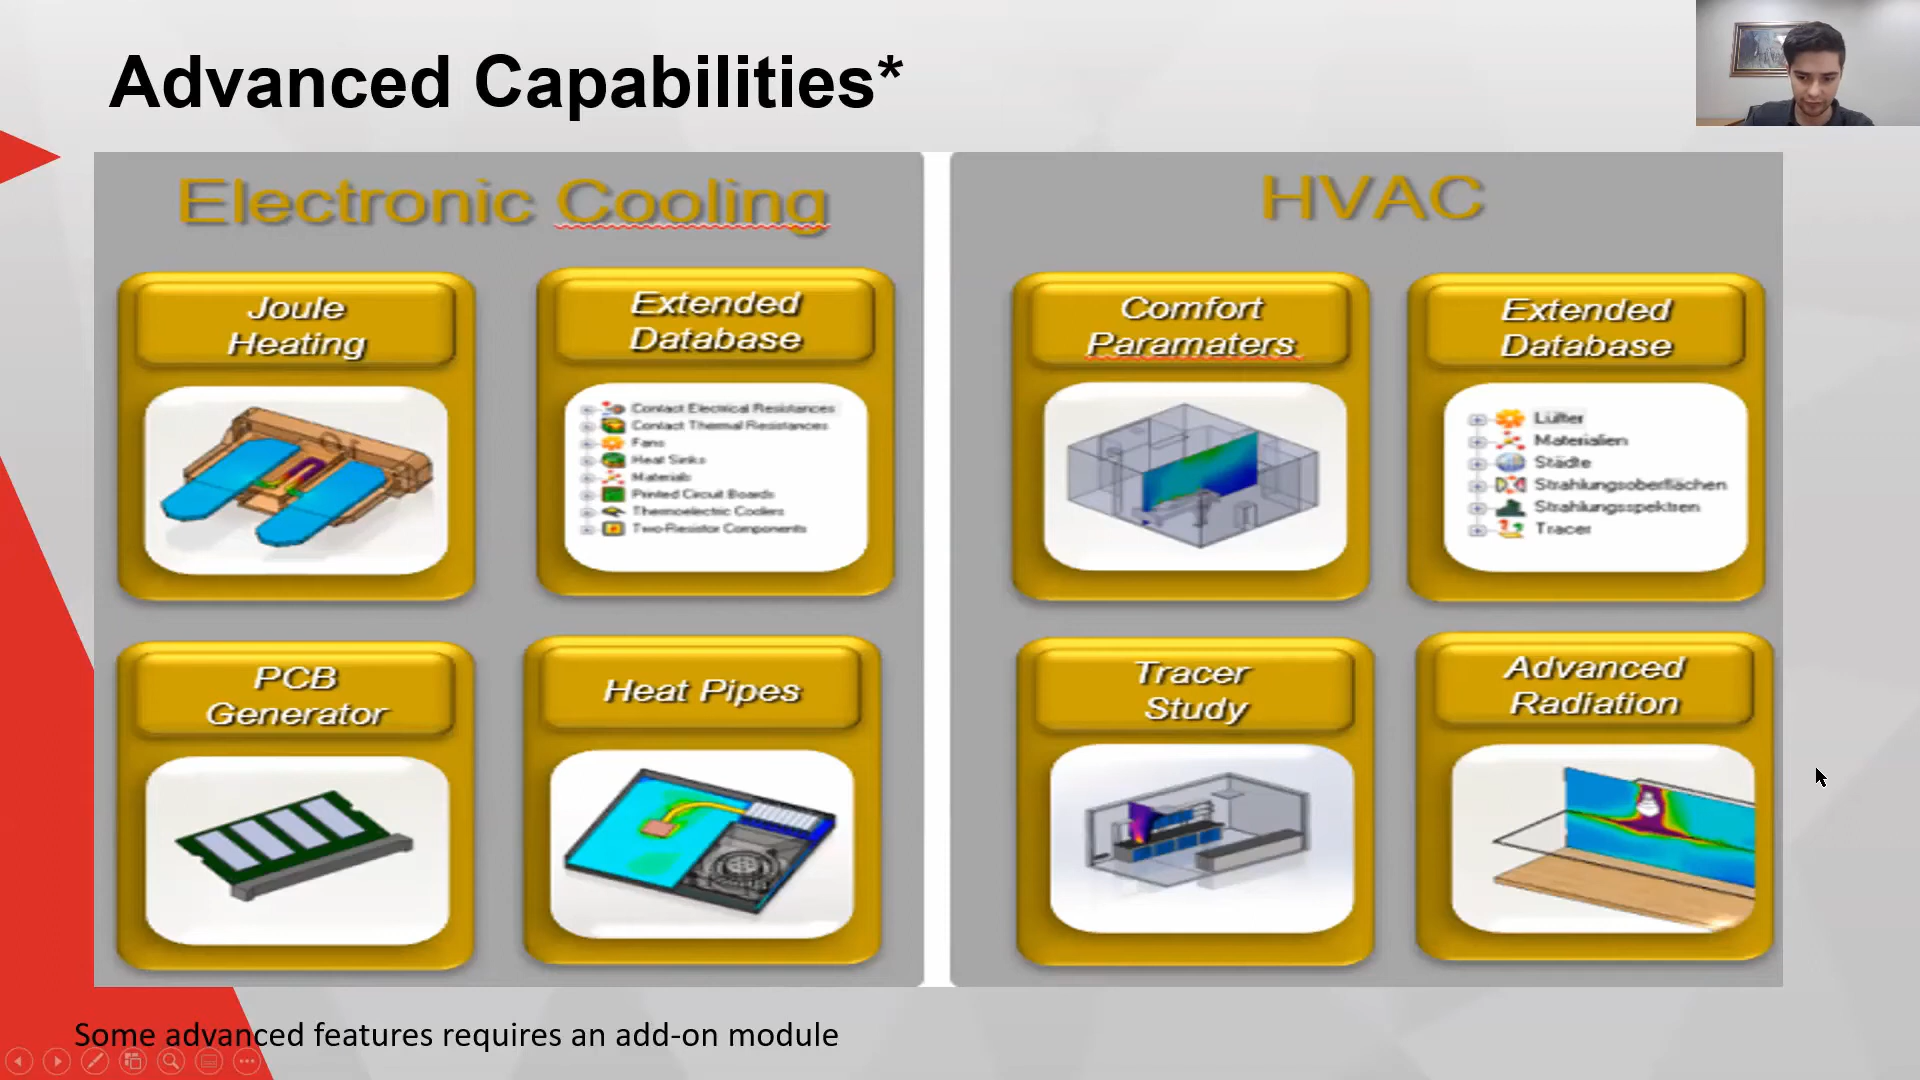 Advanced Capabilities*
Electronic Cooling
Joule
Heating
Extended
Database
Contact Electrical Resistances
Contact Thermal Resistances
Fans
Heat Sinks
Materials
Printed Circuit Boards
Thermoelectric Coolers
Two-Resistor Components
PCB
Generator
Heat Pipes
HVAC
Comfort
Paramaters
Extended
Database
Lüfter
Materialien
Städte
Strahlungsoberflächen
Strahlungsspektren
Tracer
Tracer
Study
Advanced
Radiation
Some advanced features requires an add-on module